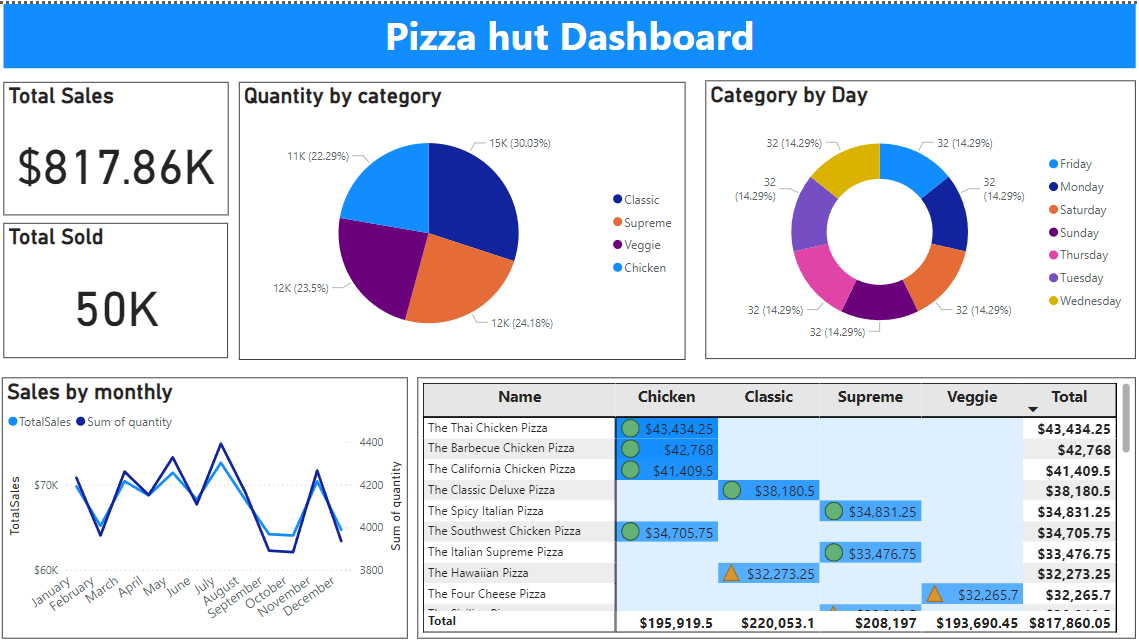 Pizza hut Dashboard
Total Sales
$817.86K
Total Sold
50K
Quantity by category
15K (30.03%)
11K (22.29%)
12K (23.5%)
12K (24.18%)
Classic
Supreme
Veggie
Chicken
Category by Day
32 (14.29%)
32 (14.29%)
32
(14.29%)
32
(14.29%)
32 (14.29%)
32 (14.29%)
32 (14.29%)
Friday
Monday
Saturday
Sunday
Thursday
Tuesday
Wednesday
Sales by monthly
TotalSales Sum of quantity
TotalSales
$70K
$60K
4400
4200
4000
3800
Sum of quantity
January
February
March
April
May
June
July
August
September
October
November
December
Name Chicken Classic Supreme Veggie Total
The Thai Chicken Pizza $43,434.25 $43,434.25
The Barbecue Chicken Pizza $42,768 $42,768
The California Chicken Pizza $41,409.5 $41,409.5
The Classic Deluxe Pizza $38,180.5 $38,180.5
The Spicy Italian Pizza $34,831.25 $34,831.25
The Southwest Chicken Pizza $34,705.75 $34,705.75
The Italian Supreme Pizza $33,476.75 $33,476.75
The Hawaiian Pizza $32,273.25 $32,273.25
The Four Cheese Pizza $32,265.7 $32,265.7
Total $195,919.5 $220,053.1 $208,197 $193,690.45 $817,860.05